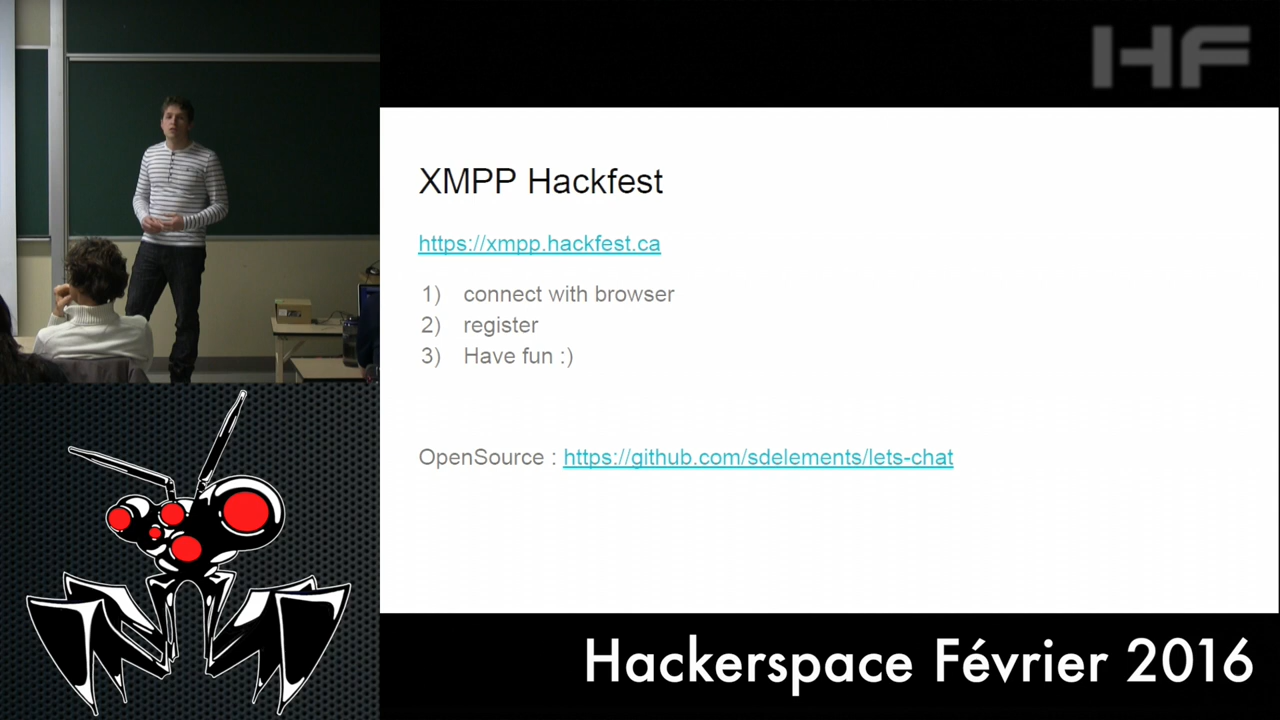 HF
XMPP Hackfest
https://xmpp.hackfest.ca
1) connect with browser
2) register
3) Have fun :)
OpenSource : https://github.com/sdelements/lets-chat
Hackerspace Février 2016